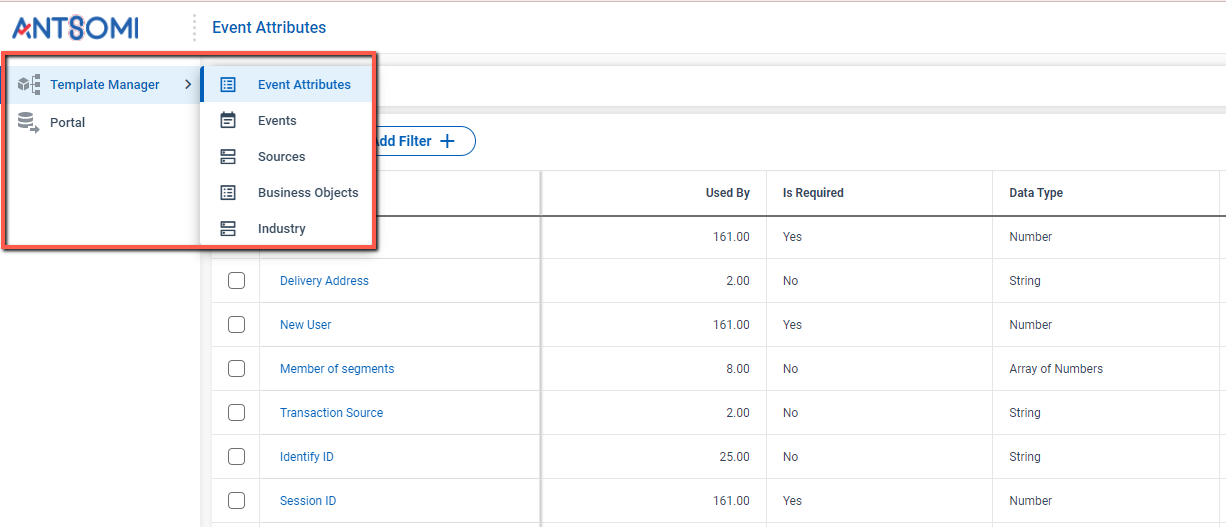 ANTSOMI
Event Attributes
Template Manager
Portal
Event Attributes
Events
Sources
Business Objects
Industry
Filter
Used By Is Required Data Type
161.00 Yes Number
Delivery Address 2.00 No String
New User 161.00 Yes Number
Member of segments 8.00 No Array of Numbers
Transaction Source 2.00 No String
Identify ID 25.00 No String
Session ID 161.00 Yes Number